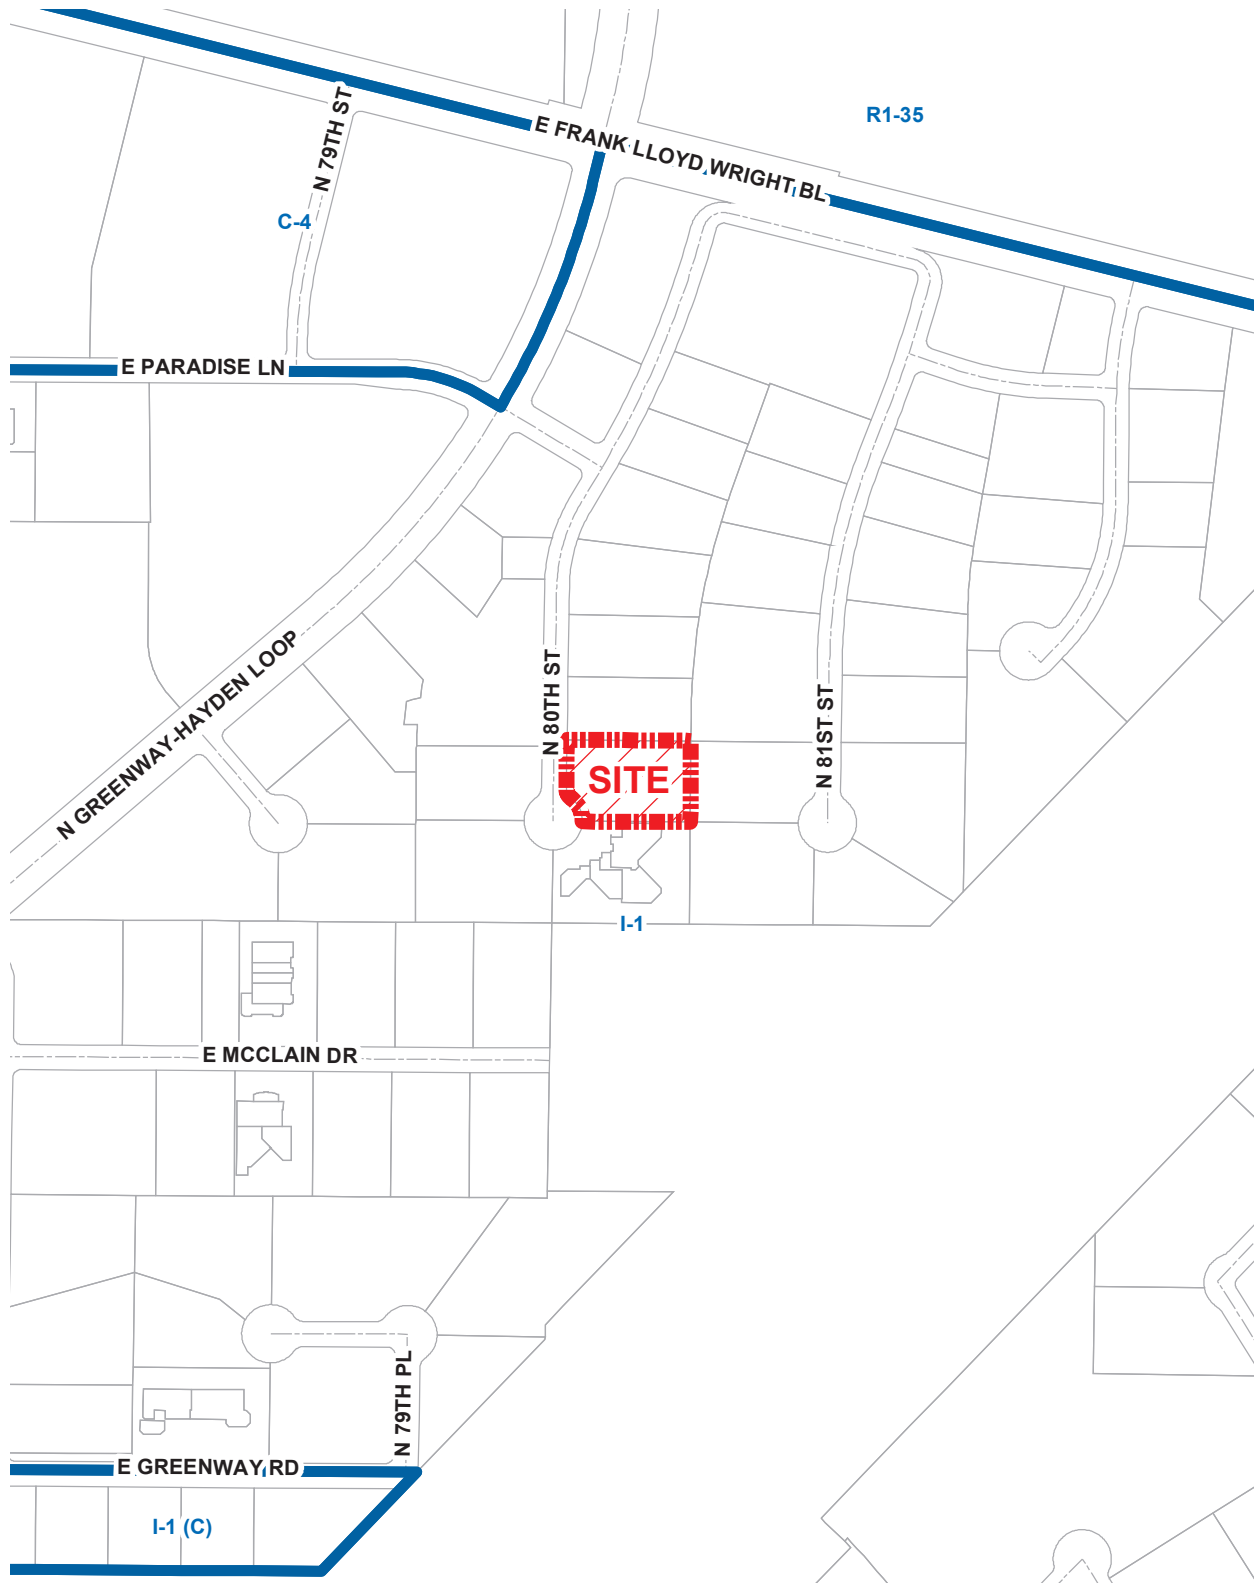 R1-35
E FRANK LLOYD WRIGHT BL
N 79TH ST
C-4
E PARADISE LN
N GREENWAY-HAYDEN LOOP
N 80TH ST
N 81ST ST
SITE
I-1
E MCCLAIN DR
N 79TH PL
E GREENWAY RD
I-1 (C)